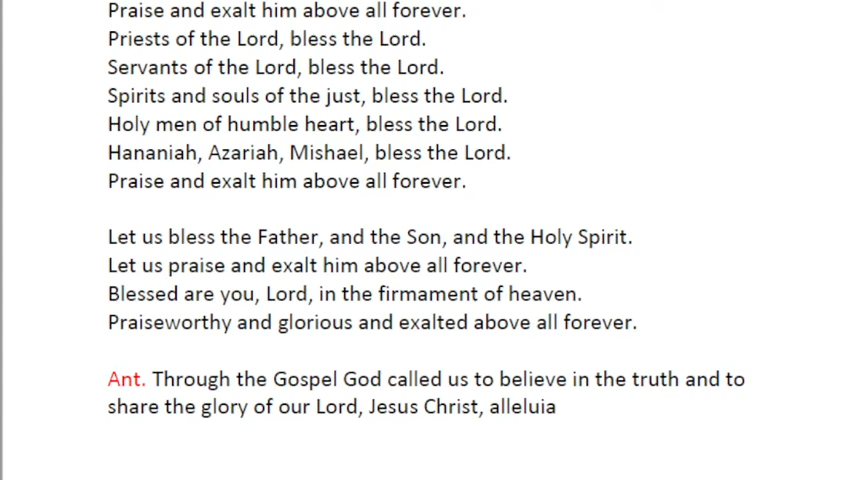 Praise and exalt him above all forever.
Priests of the Lord, bless the Lord.
Servants of the Lord, bless the Lord.
Spirits and souls of the just, bless the Lord.
Holy men of humble heart, bless the Lord.
Hananiah, Azariah, Mishael, bless the Lord.
Praise and exalt him above all forever.
Let us bless the Father, and the Son, and the Holy Spirit.
Let us praise and exalt him above all forever.
Blessed are you, Lord, in the firmament of heaven.
Praiseworthy and glorious and exalted above all forever.
Ant. Through the Gospel God called us to believe in the truth and to
share the glory of our Lord, Jesus Christ, alleluia